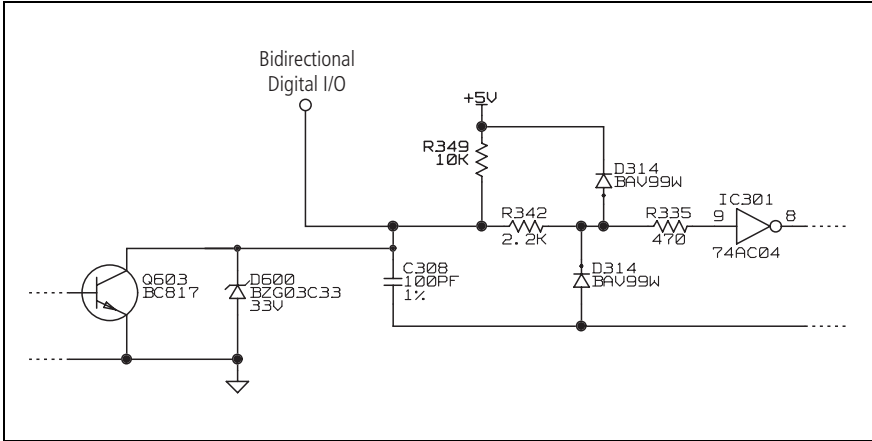 Bidirectional
Digital I/O
+5V
R349
10K
D314
BAV99W
IC301
R342
2.2K
R335
470
9
8
74AC04
Q603
BC817
D600
BZG03C33
33V
C308
100PF
1%
D314
BAV99W